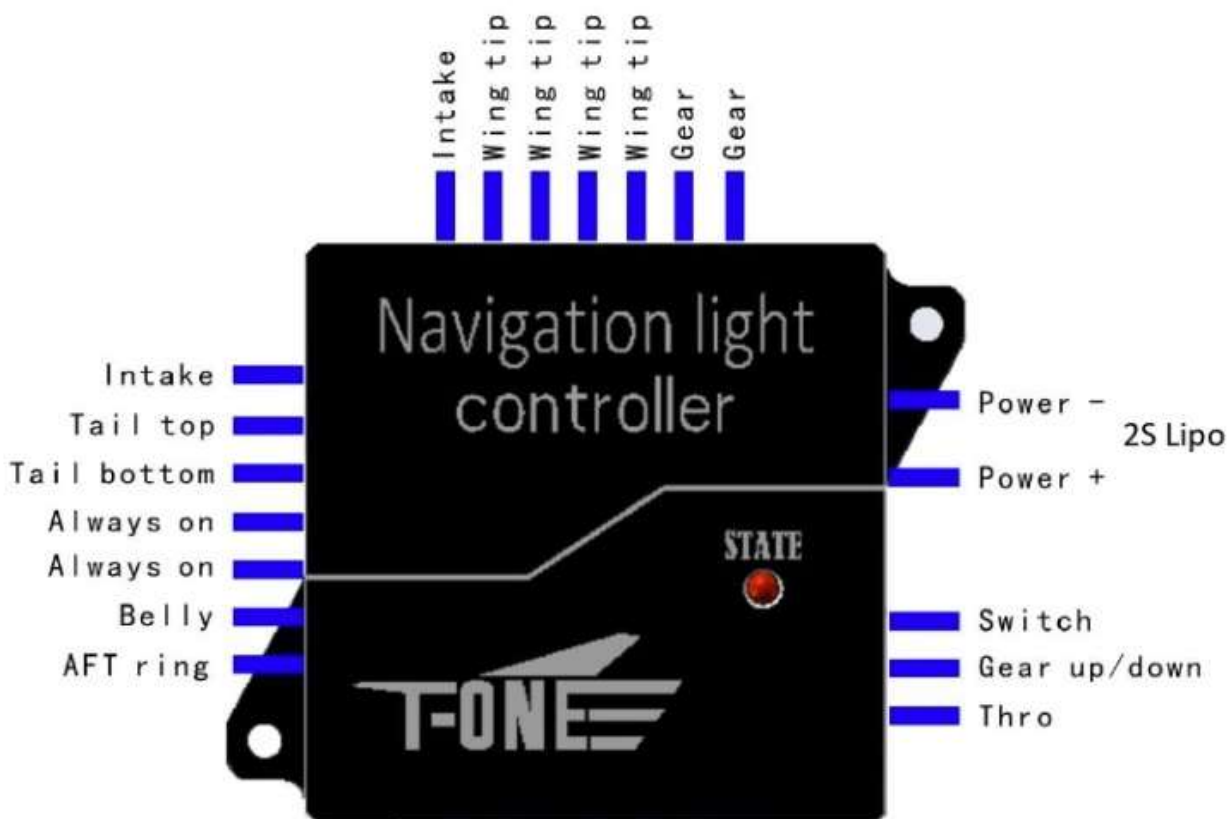 Intake
Wing tip
Wing tip
Wing tip
Wing tip
Gear
Gear
Navigation light
controller
Intake
Tail top
Tail bottom
Always on
Always on
Belly
AFT ring
Power -
2S Lipo
Power +
STATE
Switch
Gear up/down
Thro
T-ONE